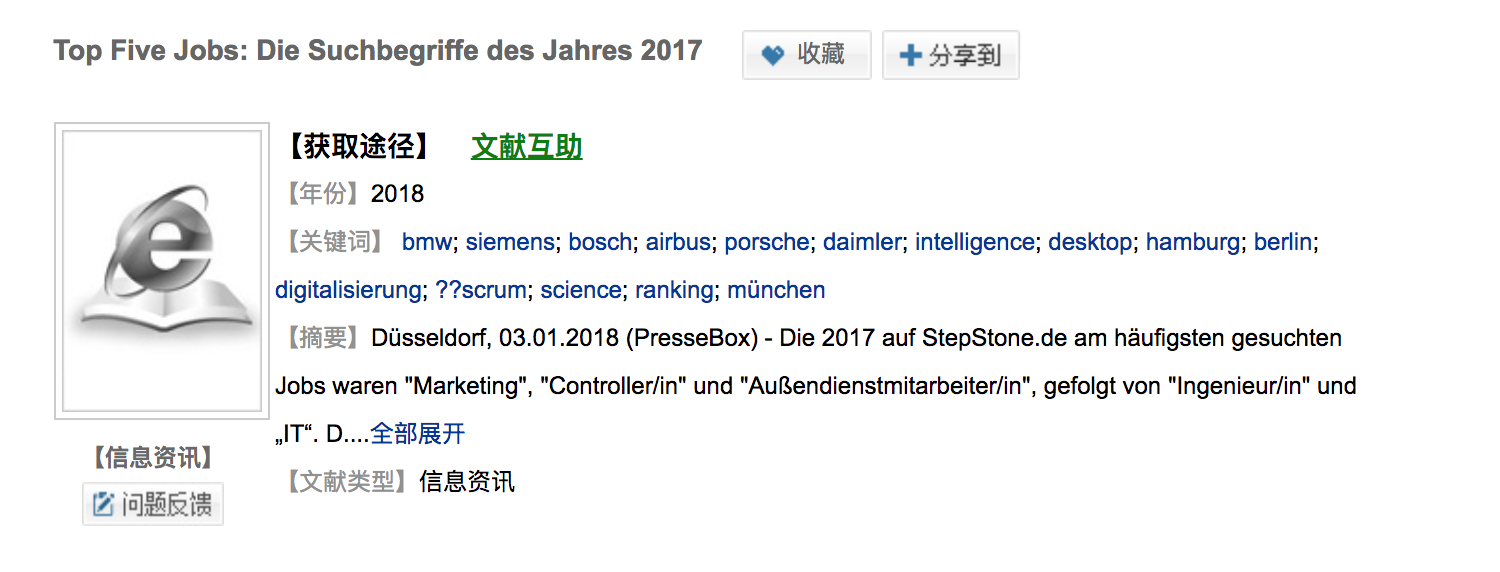 Top Five Jobs: Die Suchbegriffe des Jahres 2017 收藏 分享到
【获取途径】 文献互助
【年份】2018
【关键词】 bmw; siemens; bosch; airbus; porsche; daimler; intelligence; desktop; hamburg; berlin;
digitalisierung; ??scrum; science; ranking; münchen
【摘要】Düsseldorf, 03.01.2018 (PresseBox) - Die 2017 auf StepStone.de am häufigsten gesuchten
Jobs waren "Marketing", "Controller/in" und "Außendienstmitarbeiter/in", gefolgt von "Ingenieur/in" und
„IT“. D....全部展开
【文献类型】信息资讯
【信息资讯】
问题反馈